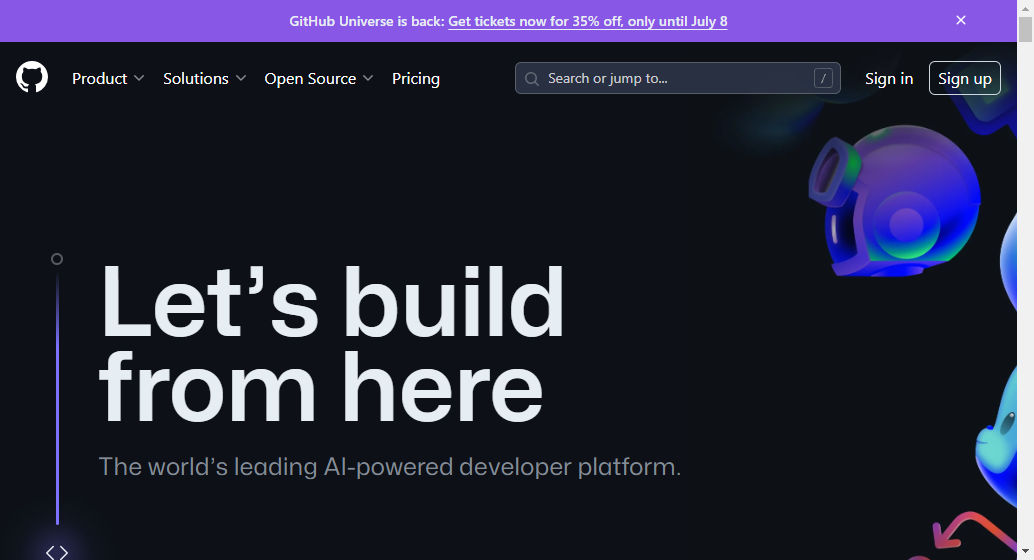 GitHub Universe is back: Get tickets now for 35% off, only until July 8
Product Solutions Open Source Pricing Search or jump to... / Sign in Sign up
Let’s build
from here
The world’s leading AI-powered developer platform.